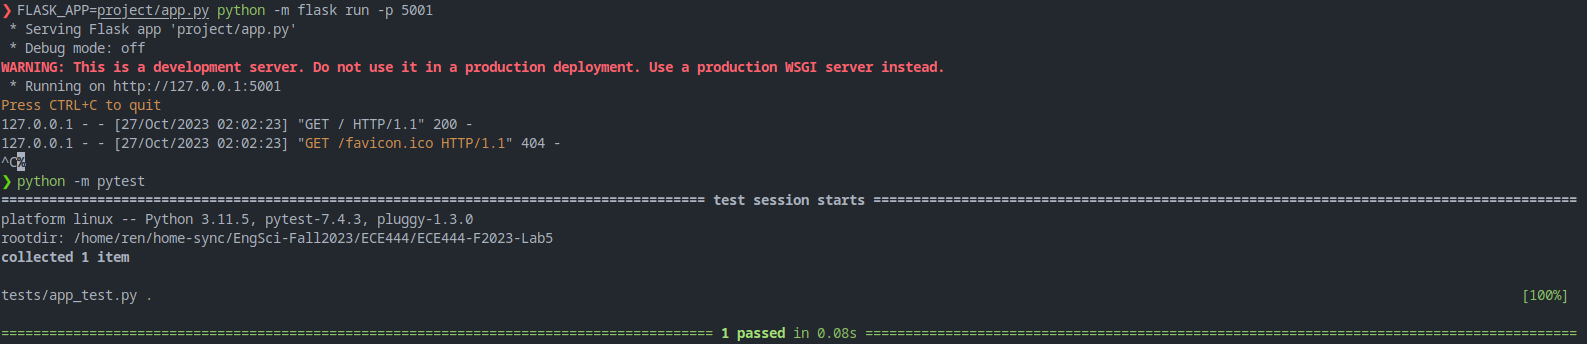 ❯ FLASK_APP=project/app.py python -m flask run -p 5001
 * Serving Flask app 'project/app.py'
 * Debug mode: off
WARNING: This is a development server. Do not use it in a production deployment. Use a production WSGI server instead.
 * Running on http://127.0.0.1:5001
Press CTRL+C to quit
127.0.0.1 - - [27/Oct/2023 02:02:23] "GET / HTTP/1.1" 200 -
127.0.0.1 - - [27/Oct/2023 02:02:23] "GET /favicon.ico HTTP/1.1" 404 -
^C%
❯ python -m pytest
======================================================================================== test session starts ========================================================================================
platform linux -- Python 3.11.5, pytest-7.4.3, pluggy-1.3.0
rootdir: /home/ren/home-sync/EngSci-Fall2023/ECE444/ECE444-F2023-Lab5
collected 1 item
tests/app_test.py . [100%]
========================================================================================= 1 passed in 0.08s =========================================================================================